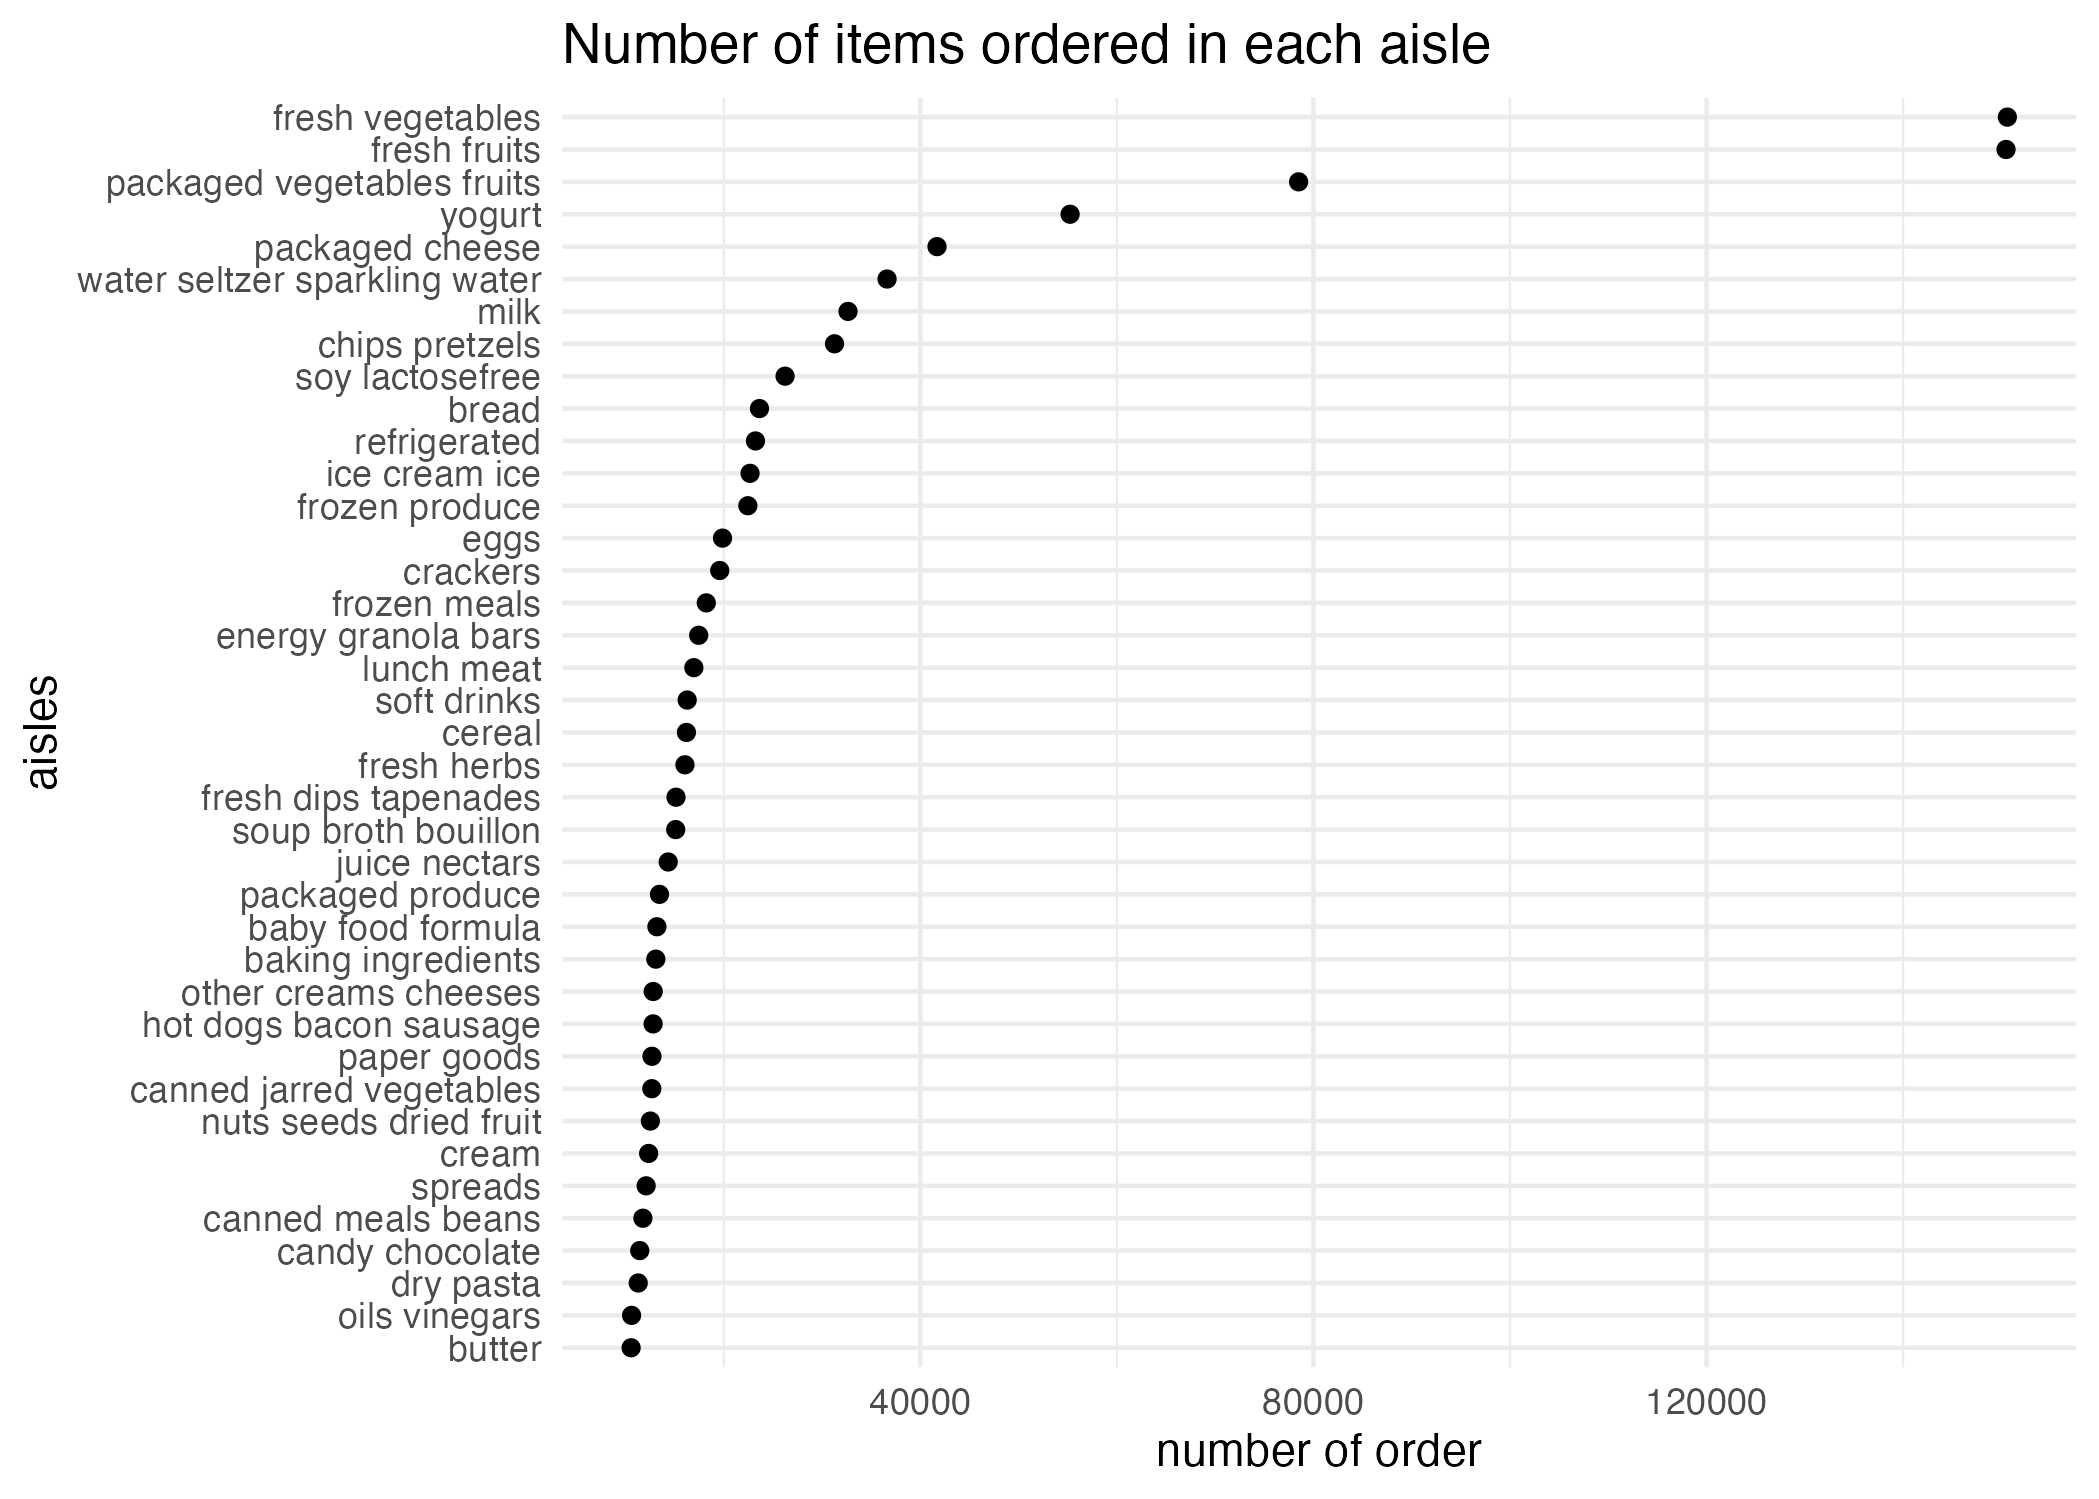 Number of items ordered in each aisle
fresh vegetables
fresh fruits
packaged vegetables fruits
yogurt
packaged cheese
water seltzer sparkling water
milk
chips pretzels
soy lactosefree
bread
refrigerated
ice cream ice
frozen produce
eggs
crackers
frozen meals
energy granola bars
lunch meat
soft drinks
cereal
fresh herbs
fresh dips tapenades
soup broth bouillon
juice nectars
packaged produce
baby food formula
baking ingredients
other creams cheeses
hot dogs bacon sausage
paper goods
canned jarred vegetables
nuts seeds dried fruit
cream
spreads
canned meals beans
candy chocolate
dry pasta
oils vinegars
butter
aisles
40000 80000 120000
number of order